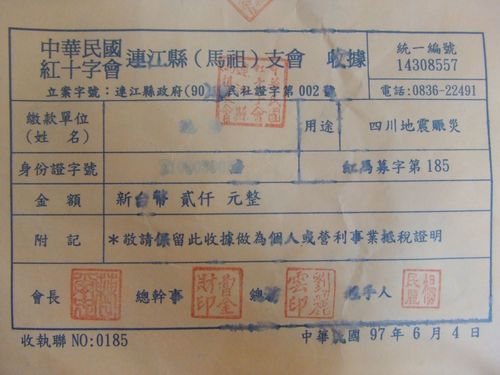 中華民國
紅十字會 連江縣(馬祖)支會 收據
統一編號
14308557
立案字號：連江縣政府(90) 民社證字第002號
電話:0836-22491
繳款單位
(姓名)
用途
四川地震賑災
身份證字號
紅馬募字第185
金額
新台幣 貳仟 元整
附記
*敬請保留此收據做為個人或營利事業抵稅證明
會長
總幹事
手人
收執聯 NO:0185
中華民國 97年 6月 4日